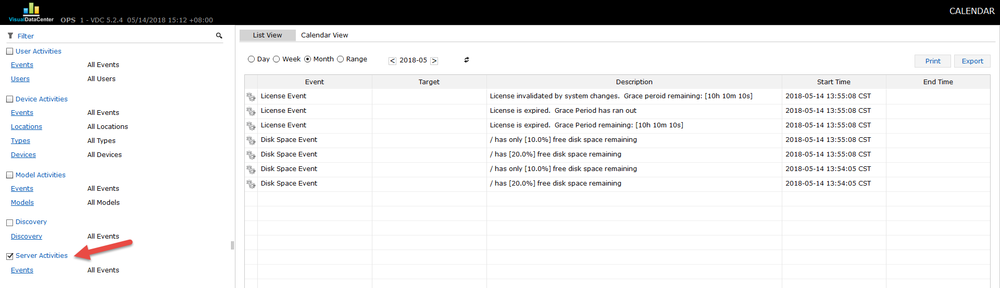 CALENDAR
VisualDataCenter OPS 1 - VDC 5.2.4 05/14/2018 15:12 +08:00
Filter
User Activities
Events All Events
Users All Users
Device Activities
Events All Events
Locations All Locations
Types All Types
Devices All Devices
Model Activities
Events All Events
Models All Models
Discovery
Discovery All Events
Server Activities
Events All Events
List View Calendar View
Day Week Month Range < 2018-05 > Print Export
Event Target Description Start Time End Time
License Event License invalidated by system changes. Grace peroid remaining: [10h 10m 10s] 2018-05-14 13:55:08 CST
License Event License is expired. Grace Period has ran out 2018-05-14 13:55:08 CST
License Event License is expired. Grace Period remaining: [10h 10m 10s] 2018-05-14 13:55:08 CST
Disk Space Event / has only [10.0%] free disk space remaining 2018-05-14 13:55:08 CST
Disk Space Event / has [20.0%] free disk space remaining 2018-05-14 13:55:08 CST
Disk Space Event / has only [10.0%] free disk space remaining 2018-05-14 13:54:05 CST
Disk Space Event / has [20.0%] free disk space remaining 2018-05-14 13:54:05 CST